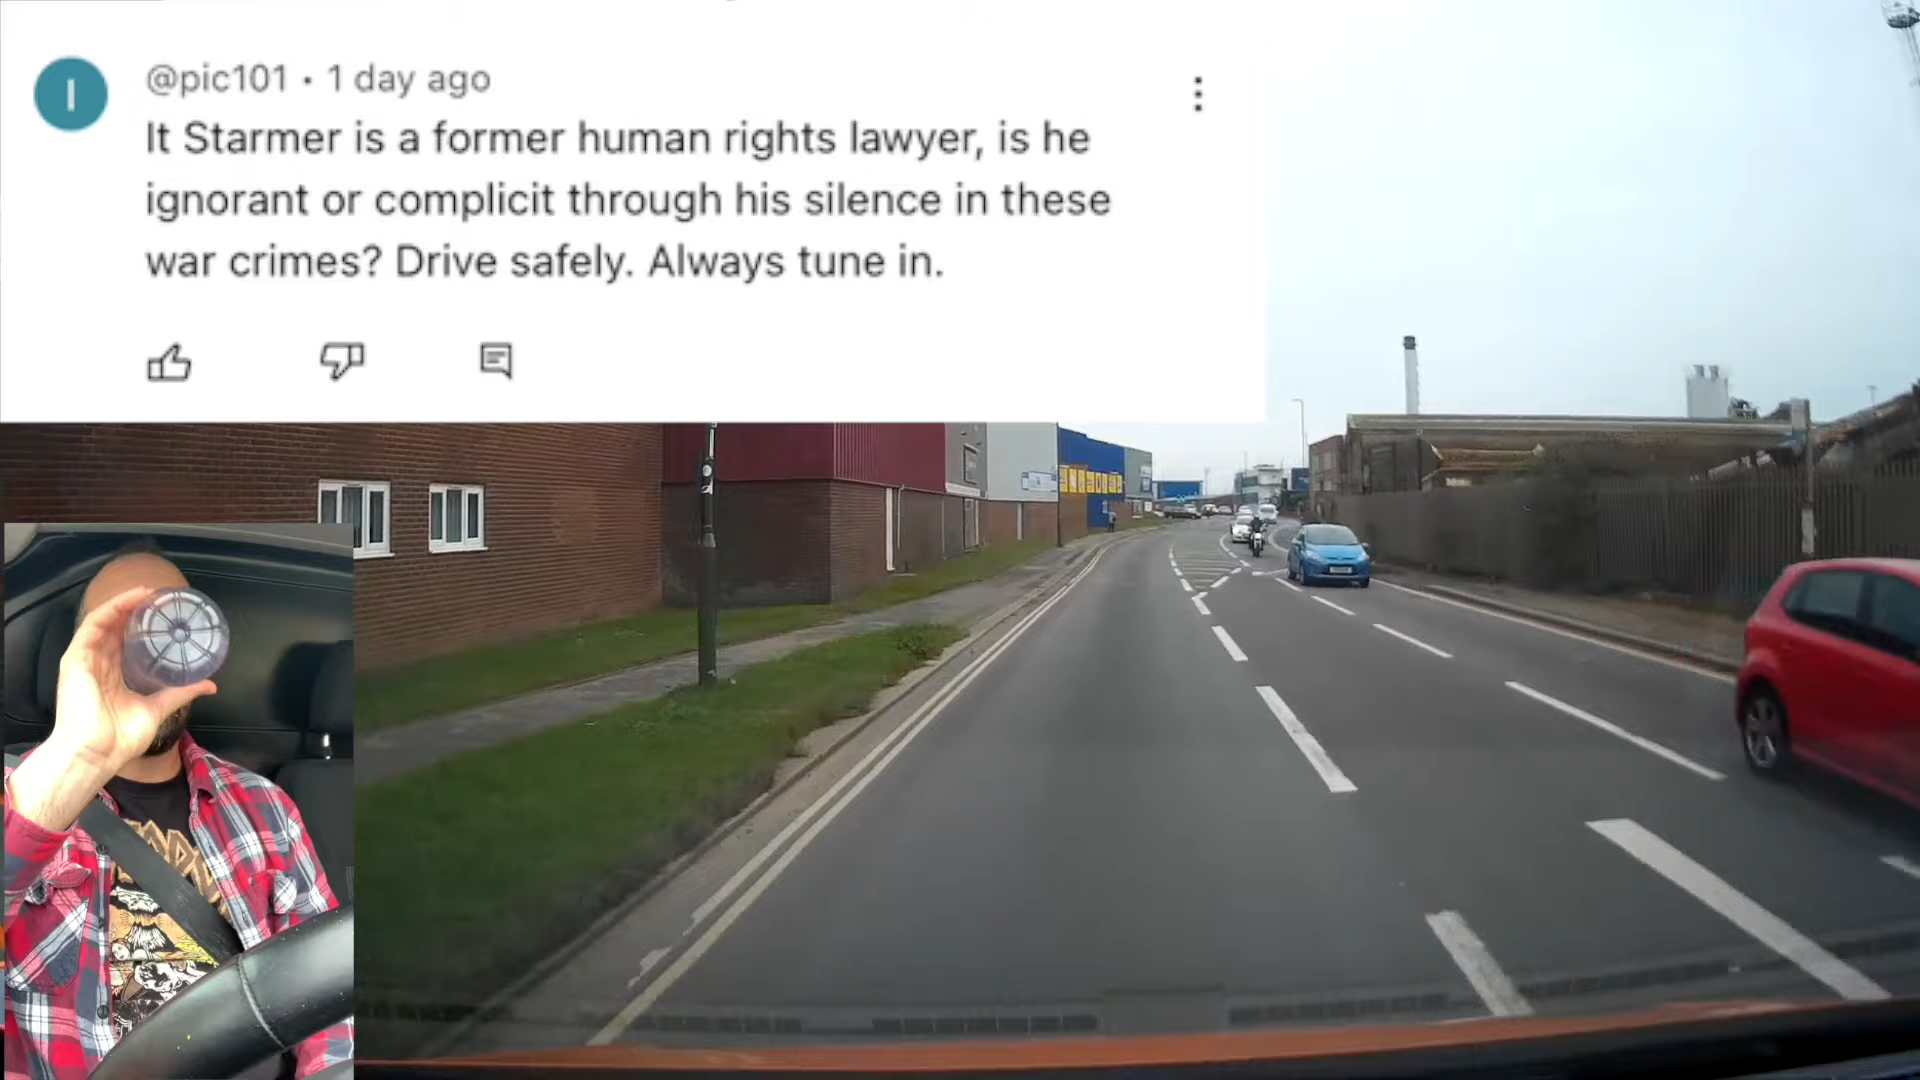 @pic101 • 1 day ago
It Starmer is a former human rights lawyer, is he
ignorant or complicit through his silence in these
war crimes? Drive safely. Always tune in.
I